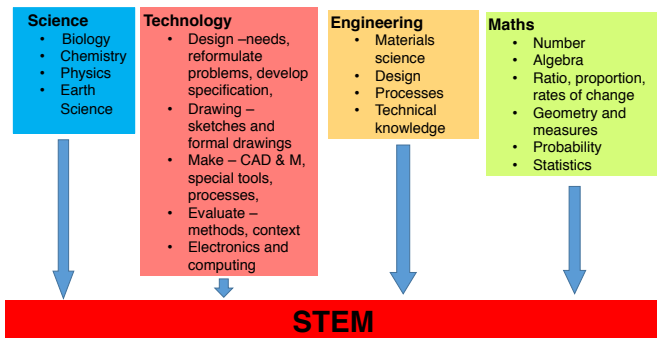 Science
• Biology
• Chemistry
• Physics
• Earth
Science
Technology
• Design –needs,
reformulate
problems, develop
specification,
• Drawing –
sketches and
formal drawings
• Make – CAD & M,
special tools,
processes,
• Evaluate –
methods, context
• Electronics and
computing
Engineering
• Materials
science
• Design
• Processes
• Technical
knowledge
Maths
• Number
• Algebra
• Ratio, proportion,
rates of change
• Geometry and
measures
• Probability
• Statistics
STEM